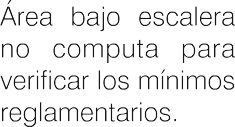 Área bajo escalera
no computa para
verificar los mínimos
reglamentarios.